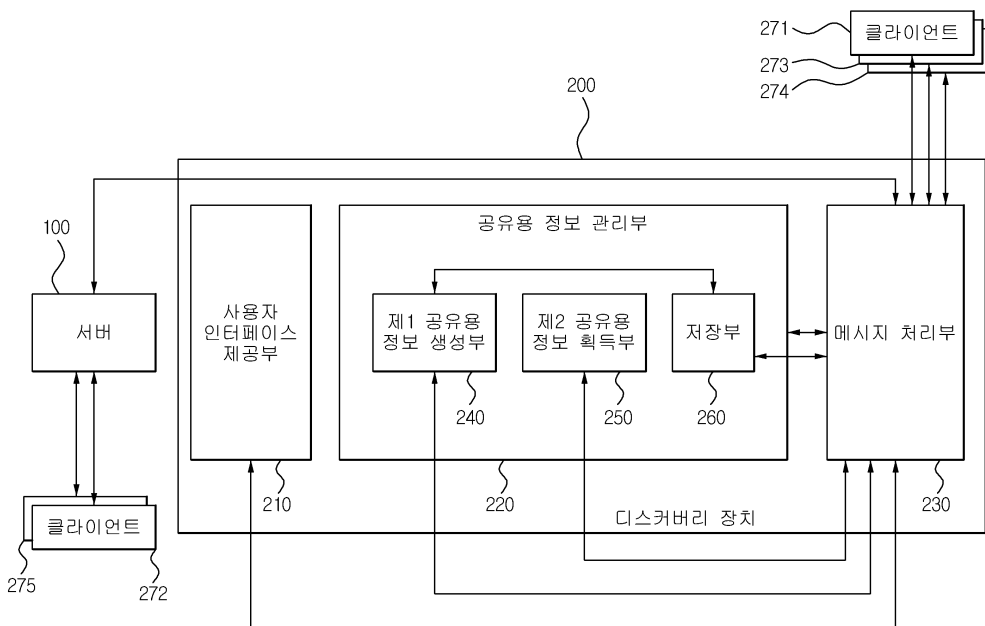 271
클라이언트
273
274
200
100
공유용 정보 관리부
서버
사용자
인터페이스
제공부
제1 공유용
정보 생성부
제2 공유용
정보 획득부
저장부
메시지 처리부
240
250
260
210
220
230
디스커버리 장치
클라이언트
275
272